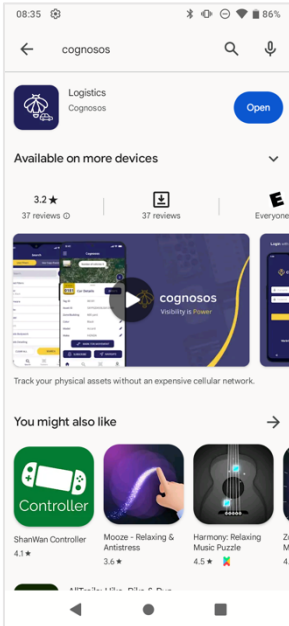 08:35
86%
cognosos
Logistics
Cognosos
Open
Available on more devices
3.2★
37 reviews
37 reviews
E
Everyone
cognosos
Visibility is Power
Track your physical assets without an expensive cellular network.
You might also like
Controller
ShanWan Controller
4.1★
Mooze - Relaxing &
Antistress
3.6★
Harmony: Relaxing
Music Puzzle
4.5★